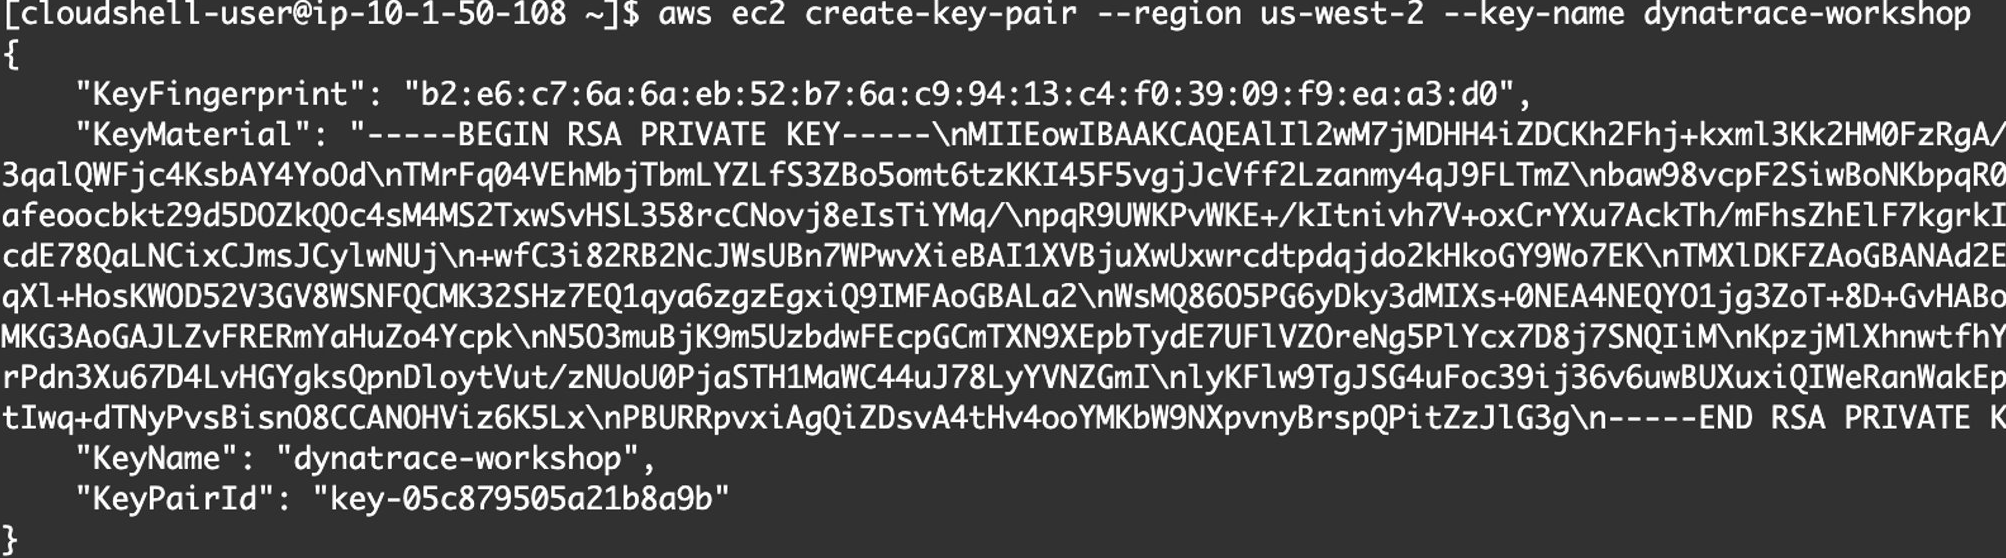 [cloudshell-user@ip-10-1-50-108 ~]$ aws ec2 create-key-pair --region us-west-2 --key-name dynatrace-workshop
{
    "KeyFingerprint": "b2:e6:c7:6a:6a:eb:52:b7:6a:c9:94:13:c4:f0:39:09:f9:ea:a3:d0",
    "KeyMaterial": "-----BEGIN RSA PRIVATE KEY-----\nMIIEowIBAAKCAQEAlIl2wM7jMDHH4iZDCKh2Fhj+kxml3Kk2HM0FzRgA/
3qalQWFjc4KsbAY4YoOd\nTMrFq04VEhMbjTbmLYZLfS3ZBo5omt6tzKKI45F5vgjJcVff2Lzanmy4qJ9FLTmZ\nbaw98vcpF2SiwBoNKbpqR0
afeoocbkt29d5DOZkQOc4sM4MS2TxwSvHSL358rcCNovj8eIsTiYMq/\npqR9UWKPvWKE+/kItnivh7V+oxCrYXu7AckTh/mFhsZhElF7kgrkI
cdE78QaLNCixCJmsJCylwNUj\n+wfC3i82RB2NcJWsUBn7WPwvXieBAI1XVBjuXwUxwrcdtpdqjdo2kHkoGY9Wo7EK\nTMXlDKFZAoGBANAd2E
qXl+HosKWOD52V3GV8WSNFQCMK32SHz7EQ1qya6zgzEgxiQ9IMFAoGBALa2\nWsMQ86O5PG6yDky3dMIXs+0NEA4NEQYO1jg3ZoT+8D+GvHABo
MKG3AoGAJLZvFRERmYaHuZo4Ycpk\nN5O3muBjK9m5UzbdwFEcpGCmTXN9XEpbTydE7UFlVZOreNg5PlYcx7D8j7SNQIiM\nKpzjMlXhnwtfhY
rPdn3Xu67D4LvHGYgksQpnDloytVut/zNUoU0PjaSTH1MaWC44uJ78LyYVNZGmI\nlyKFlw9TgJSG4uFoc39ij36v6uwBUXuxiQIWeRanWakEp
tIwq+dTNyPvsBisnO8CCANOHViz6K5Lx\nPBURRpvxiAgQiZDsvA4tHv4ooYMKbW9NXpvnyBrspQPitZzJlG3g\n-----END RSA PRIVATE K
    "KeyName": "dynatrace-workshop",
    "KeyPairId": "key-05c879505a21b8a9b"
}